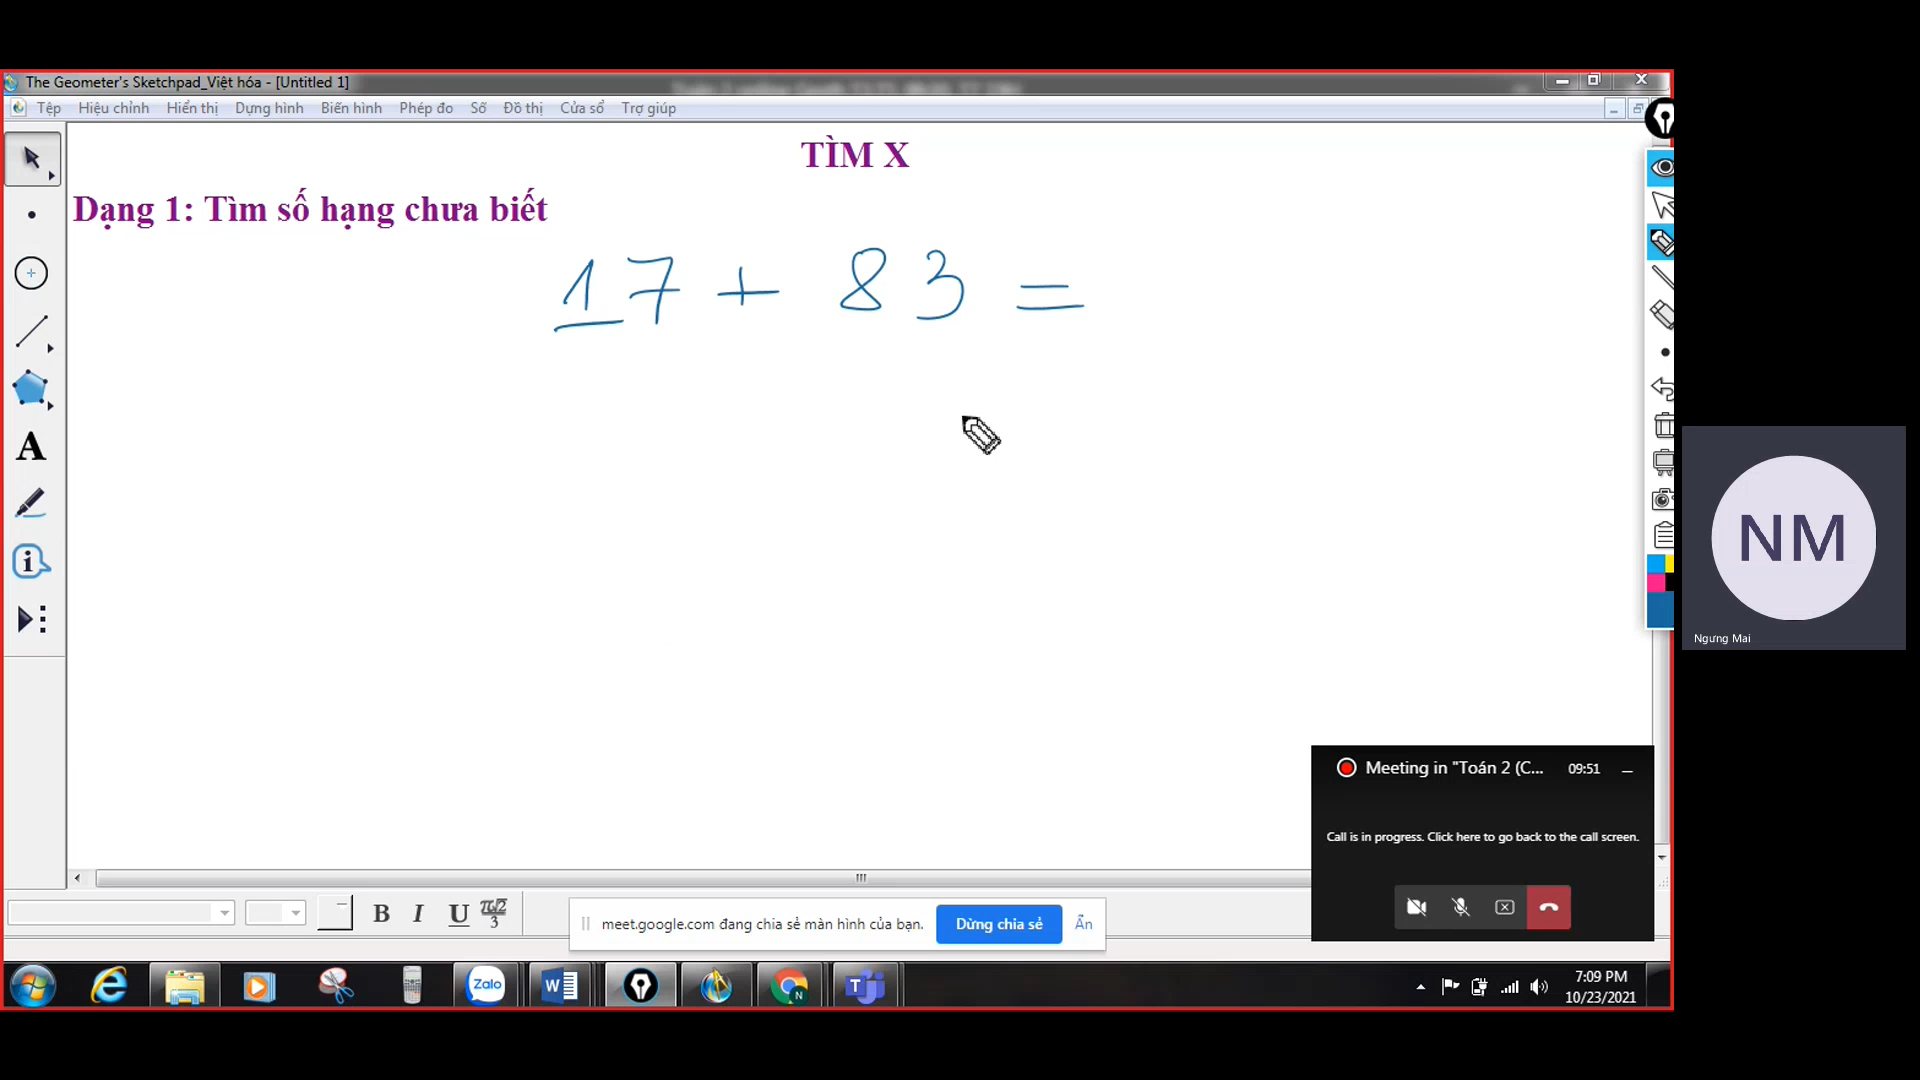 The Geometer's Sketchpad_Việt hóa - [Untitled 1]
Tệp Hiệu chỉnh Hiển thị Dựng hình Biến hình Phép đo Số Đồ thị Cửa sổ Trợ giúp
TÌM X
Dạng 1: Tìm số hạng chưa biết
17 + 83 =
A
NM
Ngưng Mai
Meeting in "Toán 2 (C... 09:51
Call is in progress. Click here to go back to the call screen.
B I U
meet.google.com đang chia sẻ màn hình của bạn. Dừng chia sẻ Ẩn
Zalo W N T
7:09 PM
10/23/2021